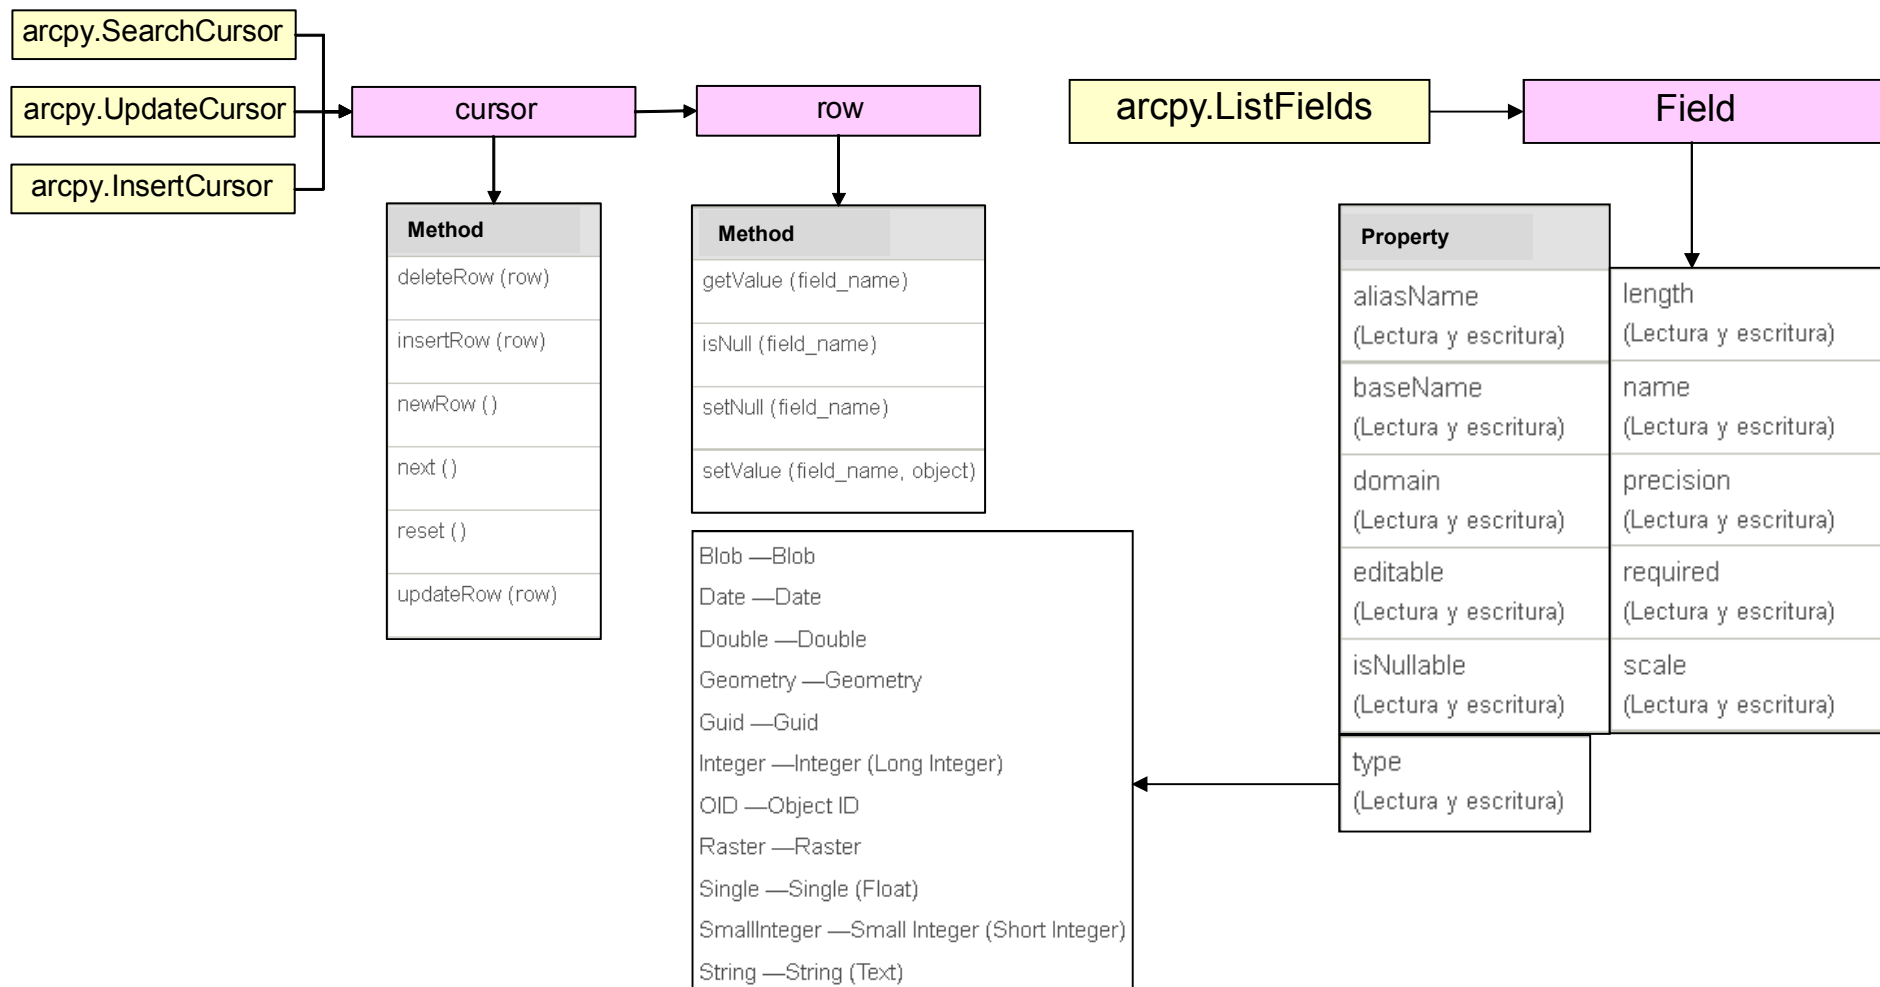 arcpy.SearchCursor
arcpy.UpdateCursor
arcpy.InsertCursor
cursor
row
Method
deleteRow (row)
insertRow (row)
newRow ()
next ()
reset ()
updateRow (row)
Method
getValue (field_name)
isNull (field_name)
setNull (field_name)
setValue (field_name, object)
arcpy.ListFields
Field
Property
aliasName
(Lectura y escritura)
baseName
(Lectura y escritura)
domain
(Lectura y escritura)
editable
(Lectura y escritura)
isNullable
(Lectura y escritura)
length
(Lectura y escritura)
name
(Lectura y escritura)
precision
(Lectura y escritura)
required
(Lectura y escritura)
scale
(Lectura y escritura)
type
(Lectura y escritura)
Blob —Blob
Date —Date
Double —Double
Geometry —Geometry
Guid —Guid
Integer —Integer (Long Integer)
OID —Object ID
Raster —Raster
Single —Single (Float)
SmallInteger —Small Integer (Short Integer)
String —String (Text)